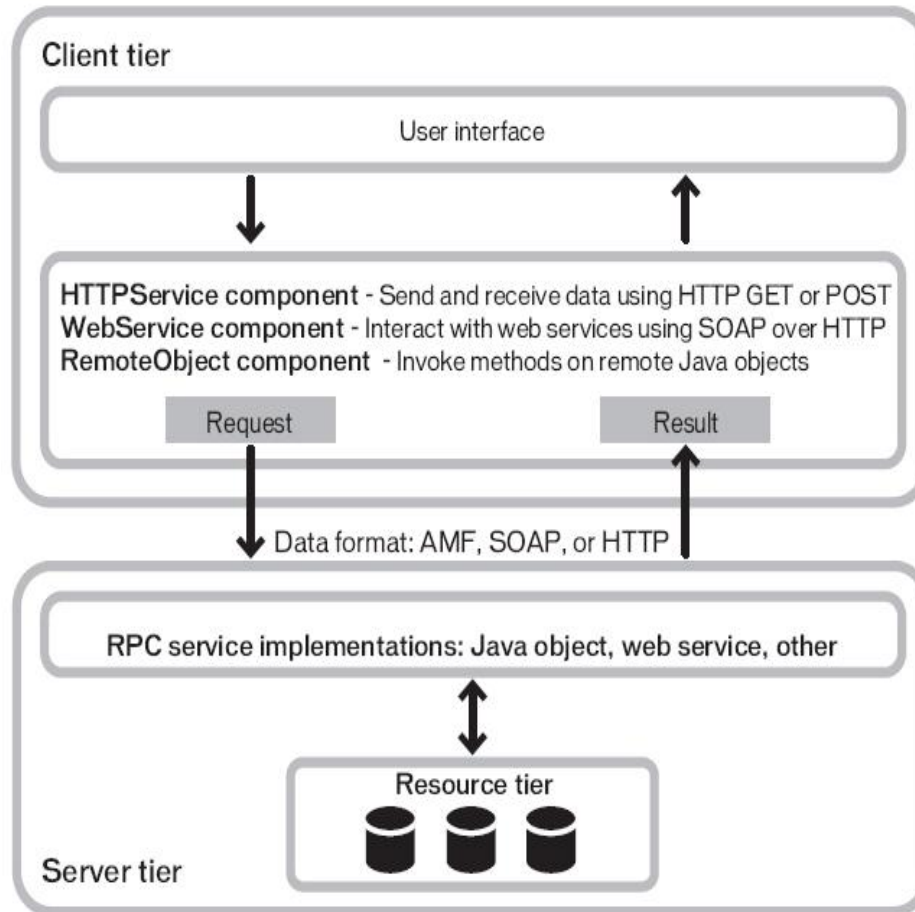 Client tier
User interface
HTTPService component - Send and receive data using HTTP GET or POST
WebService component - Interact with web services using SOAP over HTTP
RemoteObject component - Invoke methods on remote Java objects
Request
Result
Data format: AMF, SOAP, or HTTP
RPC service implementations: Java object, web service, other
Resource tier
Server tier